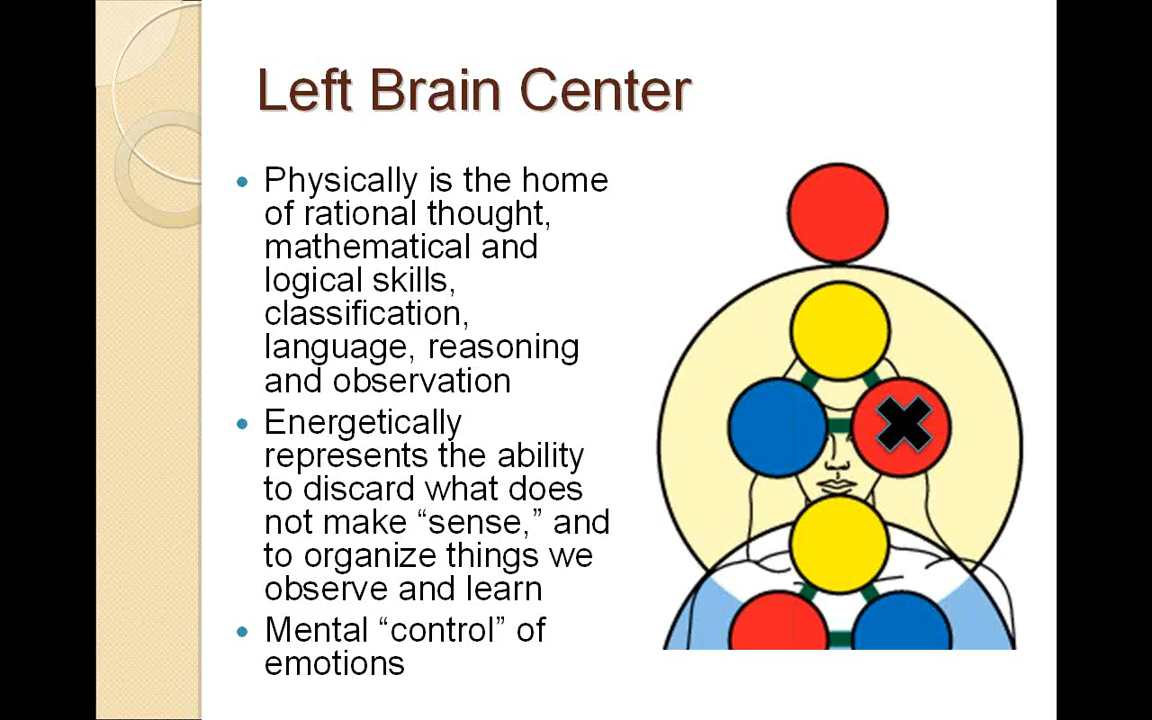 Left Brain Center
• Physically is the home
of rational thought,
mathematical and
logical skills,
classification,
language, reasoning
and observation
• Energetically
represents the ability
to discard what does
not make “sense,” and
to organize things we
observe and learn
• Mental “control” of
emotions